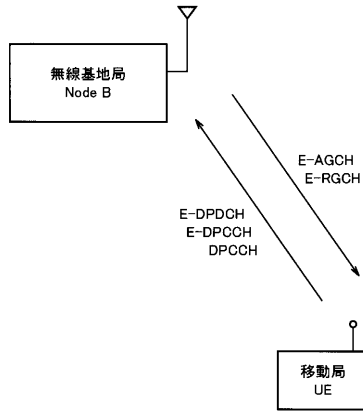 無線基地局
Node B
E-AGCH
E-RGCH
E-DPDCH
E-DPCCH
DPCCH
移動局
UE